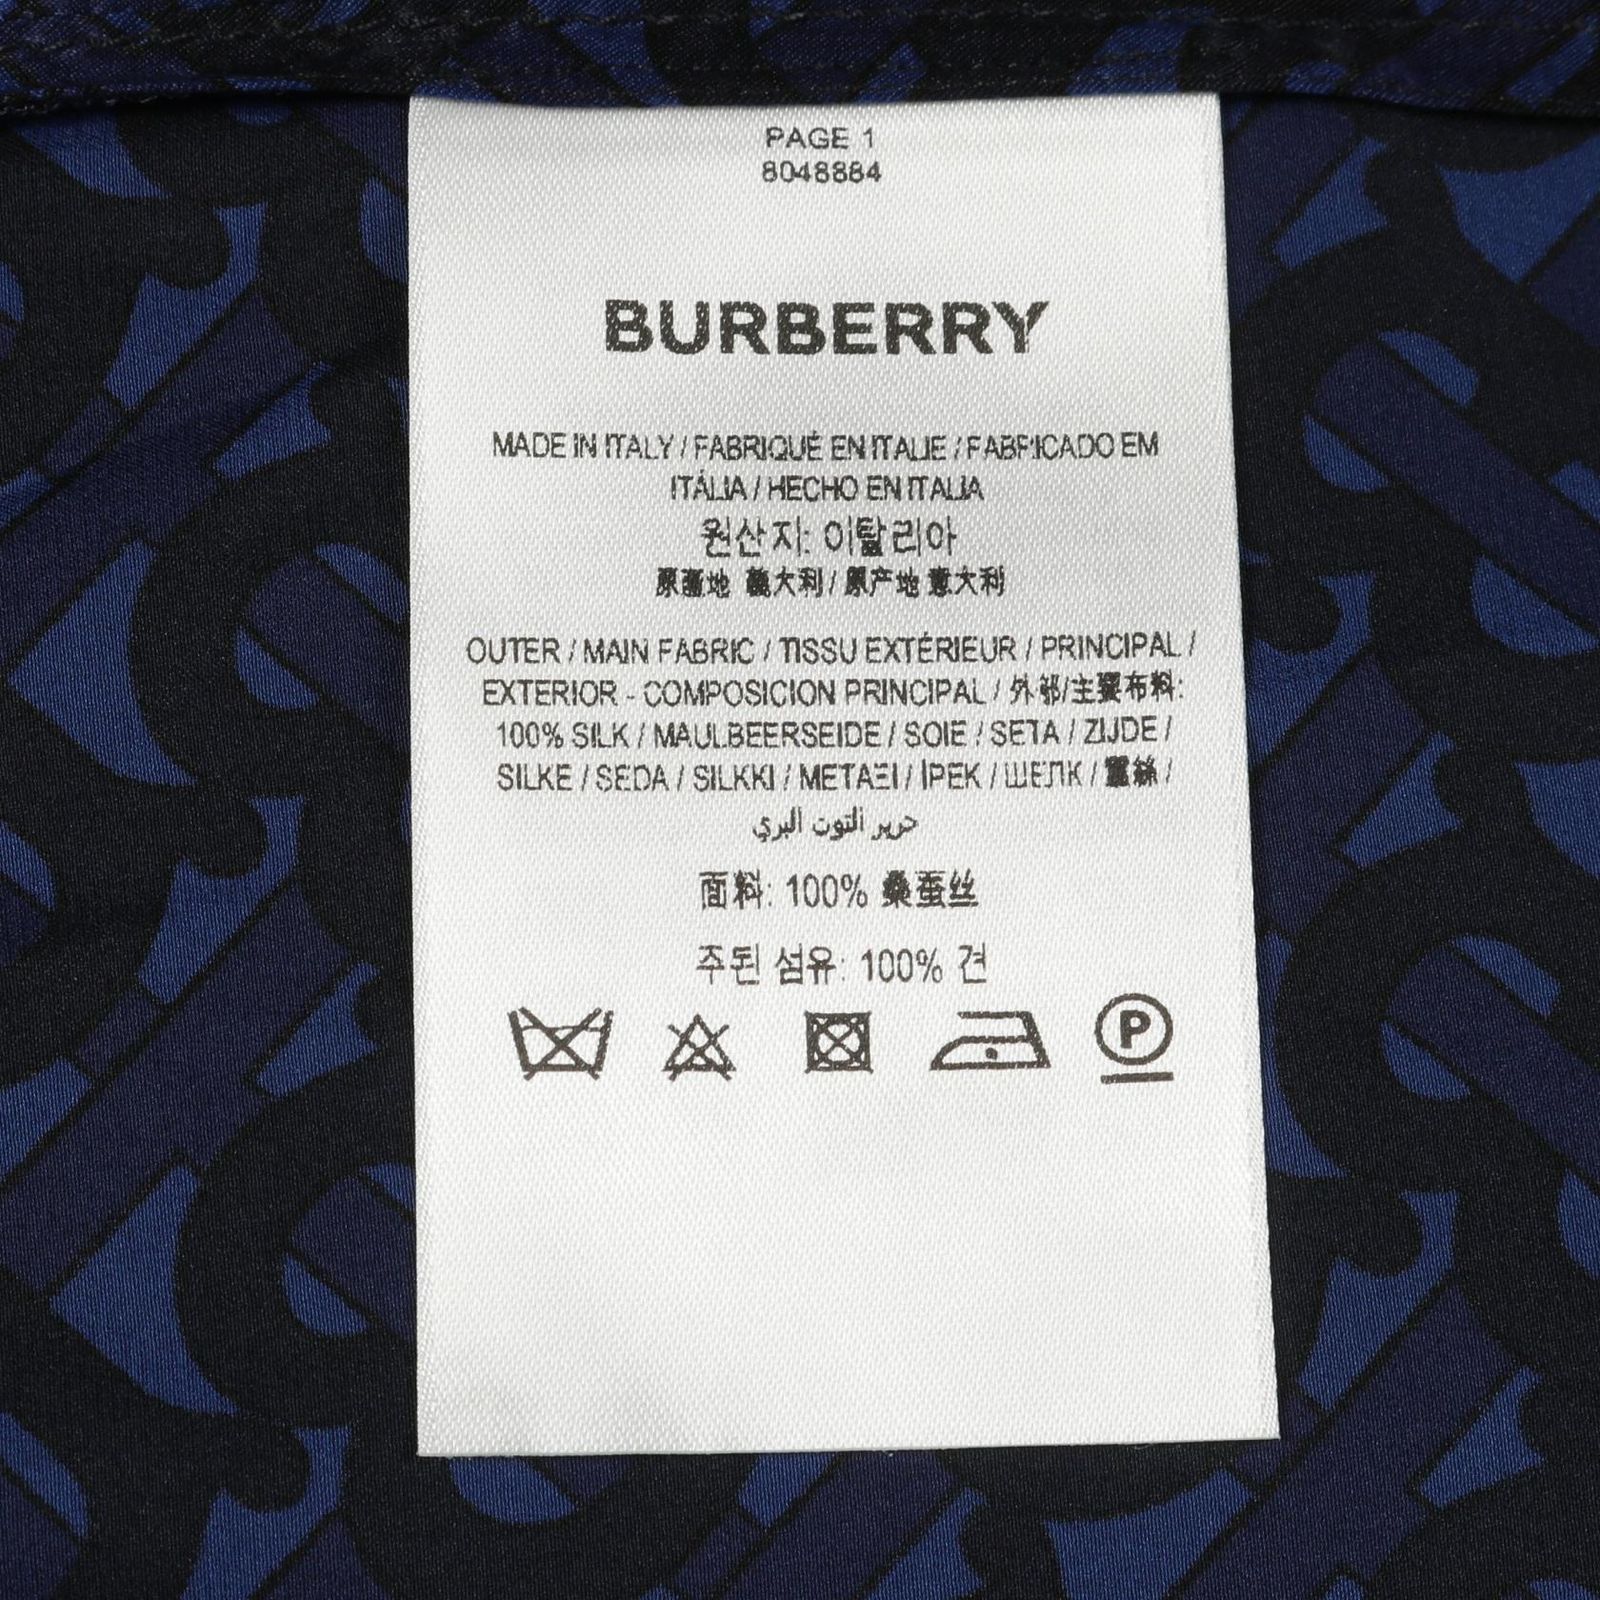 PAGE 1
8048884
BURBERRY
MADE IN ITALY / FABRIQUÉ EN ITALIE / FABRICADO EM
ITÁLIA / HECHO EN ITALIA
원산지: 이탈리아
原產地 義大利 / 原产地 意大利
OUTER / MAIN FABRIC / TISSU EXTÉRIEUR / PRINCIPAL /
EXTERIOR - COMPOSICION PRINCIPAL / 外部/主要布料:
100% SILK / MAULBEERSEIDE / SOIE / SETA / ZIJDE /
SILKE / SEDA / SILKKI / ΜΕΤΑΞΙ / İPEK / ШЕЛК / 蠶絲 /
حرير التوت البري
面料: 100% 桑蚕丝
주된 섬유: 100% 견
P